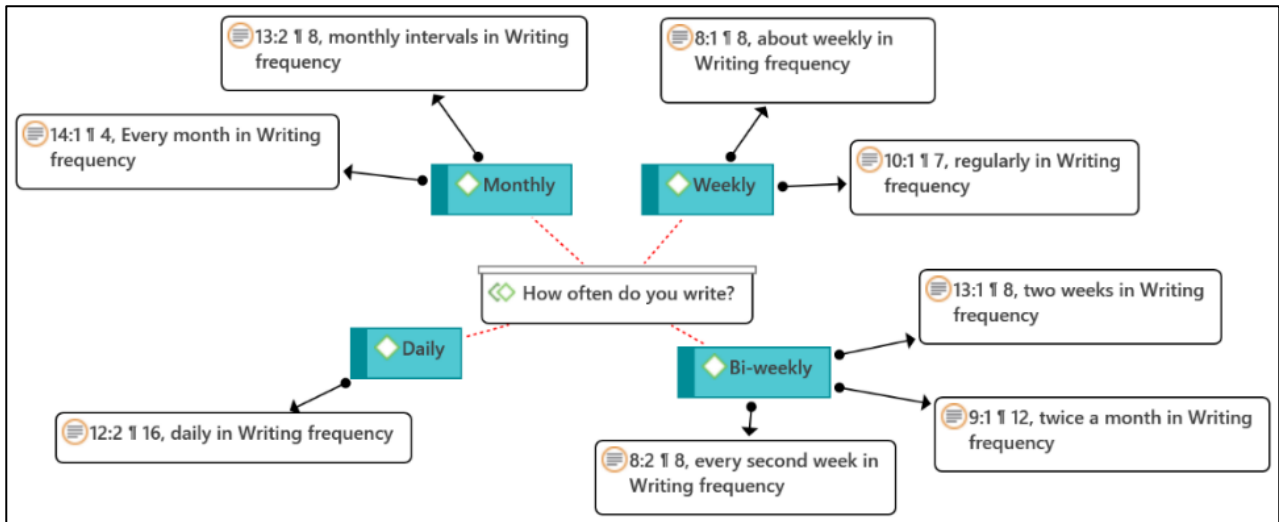 13:2 ¶ 8, monthly intervals in Writing
frequency
8:1 ¶ 8, about weekly in
Writing frequency
14:1 ¶ 4, Every month in Writing
frequency
Monthly
Weekly
10:1 ¶ 7, regularly in Writing
frequency
How often do you write?
13:1 ¶ 8, two weeks in Writing
frequency
Daily
Bi-weekly
12:2 ¶ 16, daily in Writing frequency
9:1 ¶ 12, twice a month in Writing
frequency
8:2 ¶ 8, every second week in
Writing frequency